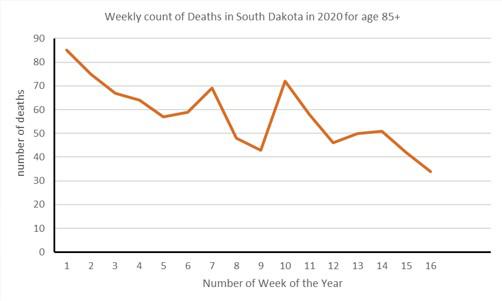 Weekly count of Deaths in South Dakota in 2020 for age 85+
number of deaths
90
80
70
60
50
40
30
20
10
0
1 2 3 4 5 6 7 8 9 10 11 12 13 14 15 16
Number of Week of the Year